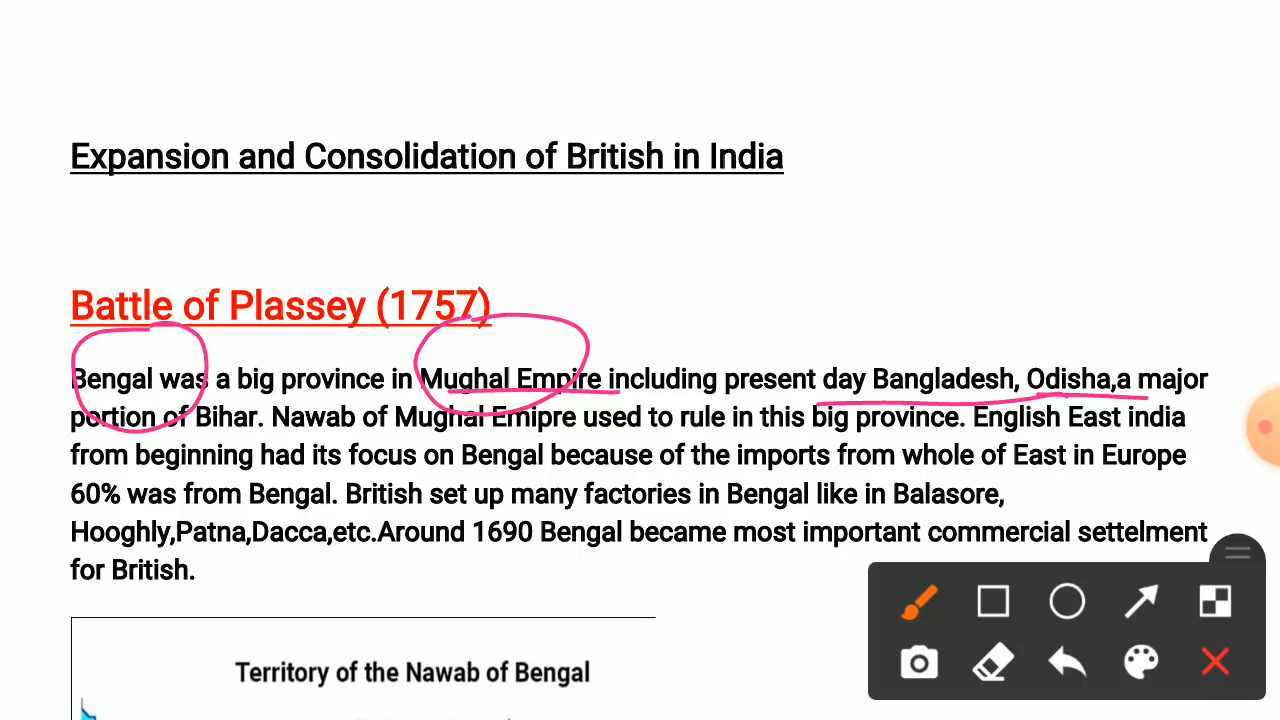 Expansion and Consolidation of British in India
Battle of Plassey (1757)
Bengal was a big province in Mughal Empire including present day Bangladesh, Odisha,a major
portion of Bihar. Nawab of Mughal Emipre used to rule in this big province. English East india
from beginning had its focus on Bengal because of the imports from whole of East in Europe
60% was from Bengal. British set up many factories in Bengal like in Balasore,
Hooghly,Patna,Dacca,etc.Around 1690 Bengal became most important commercial settelment
for British.
Territory of the Nawab of Bengal